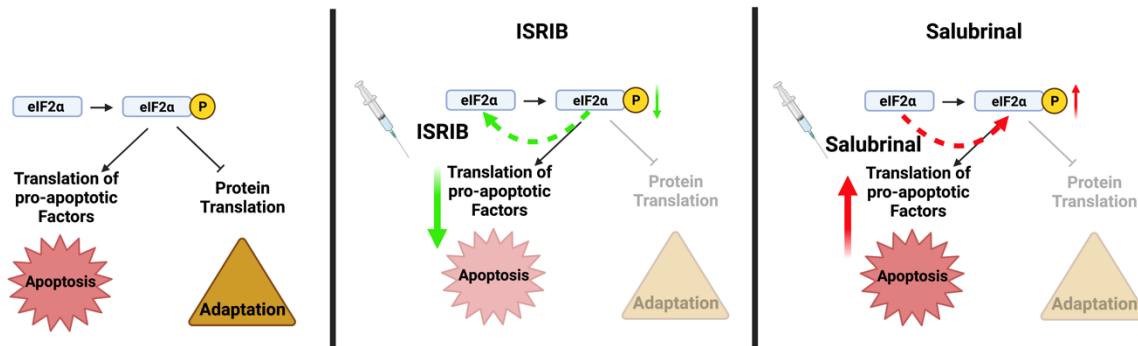 eIF2α
eIF2α
P
Translation of
pro-apoptotic
Factors
Protein
Translation
Apoptosis
Adaptation
ISRIB
eIF2α
eIF2α
P
ISRIB
Translation of
pro-apoptotic
Factors
Protein
Translation
Apoptosis
Adaptation
Salubrinal
eIF2α
eIF2α
P
Salubrinal
Translation of
pro-apoptotic
Factors
Protein
Translation
Apoptosis
Adaptation